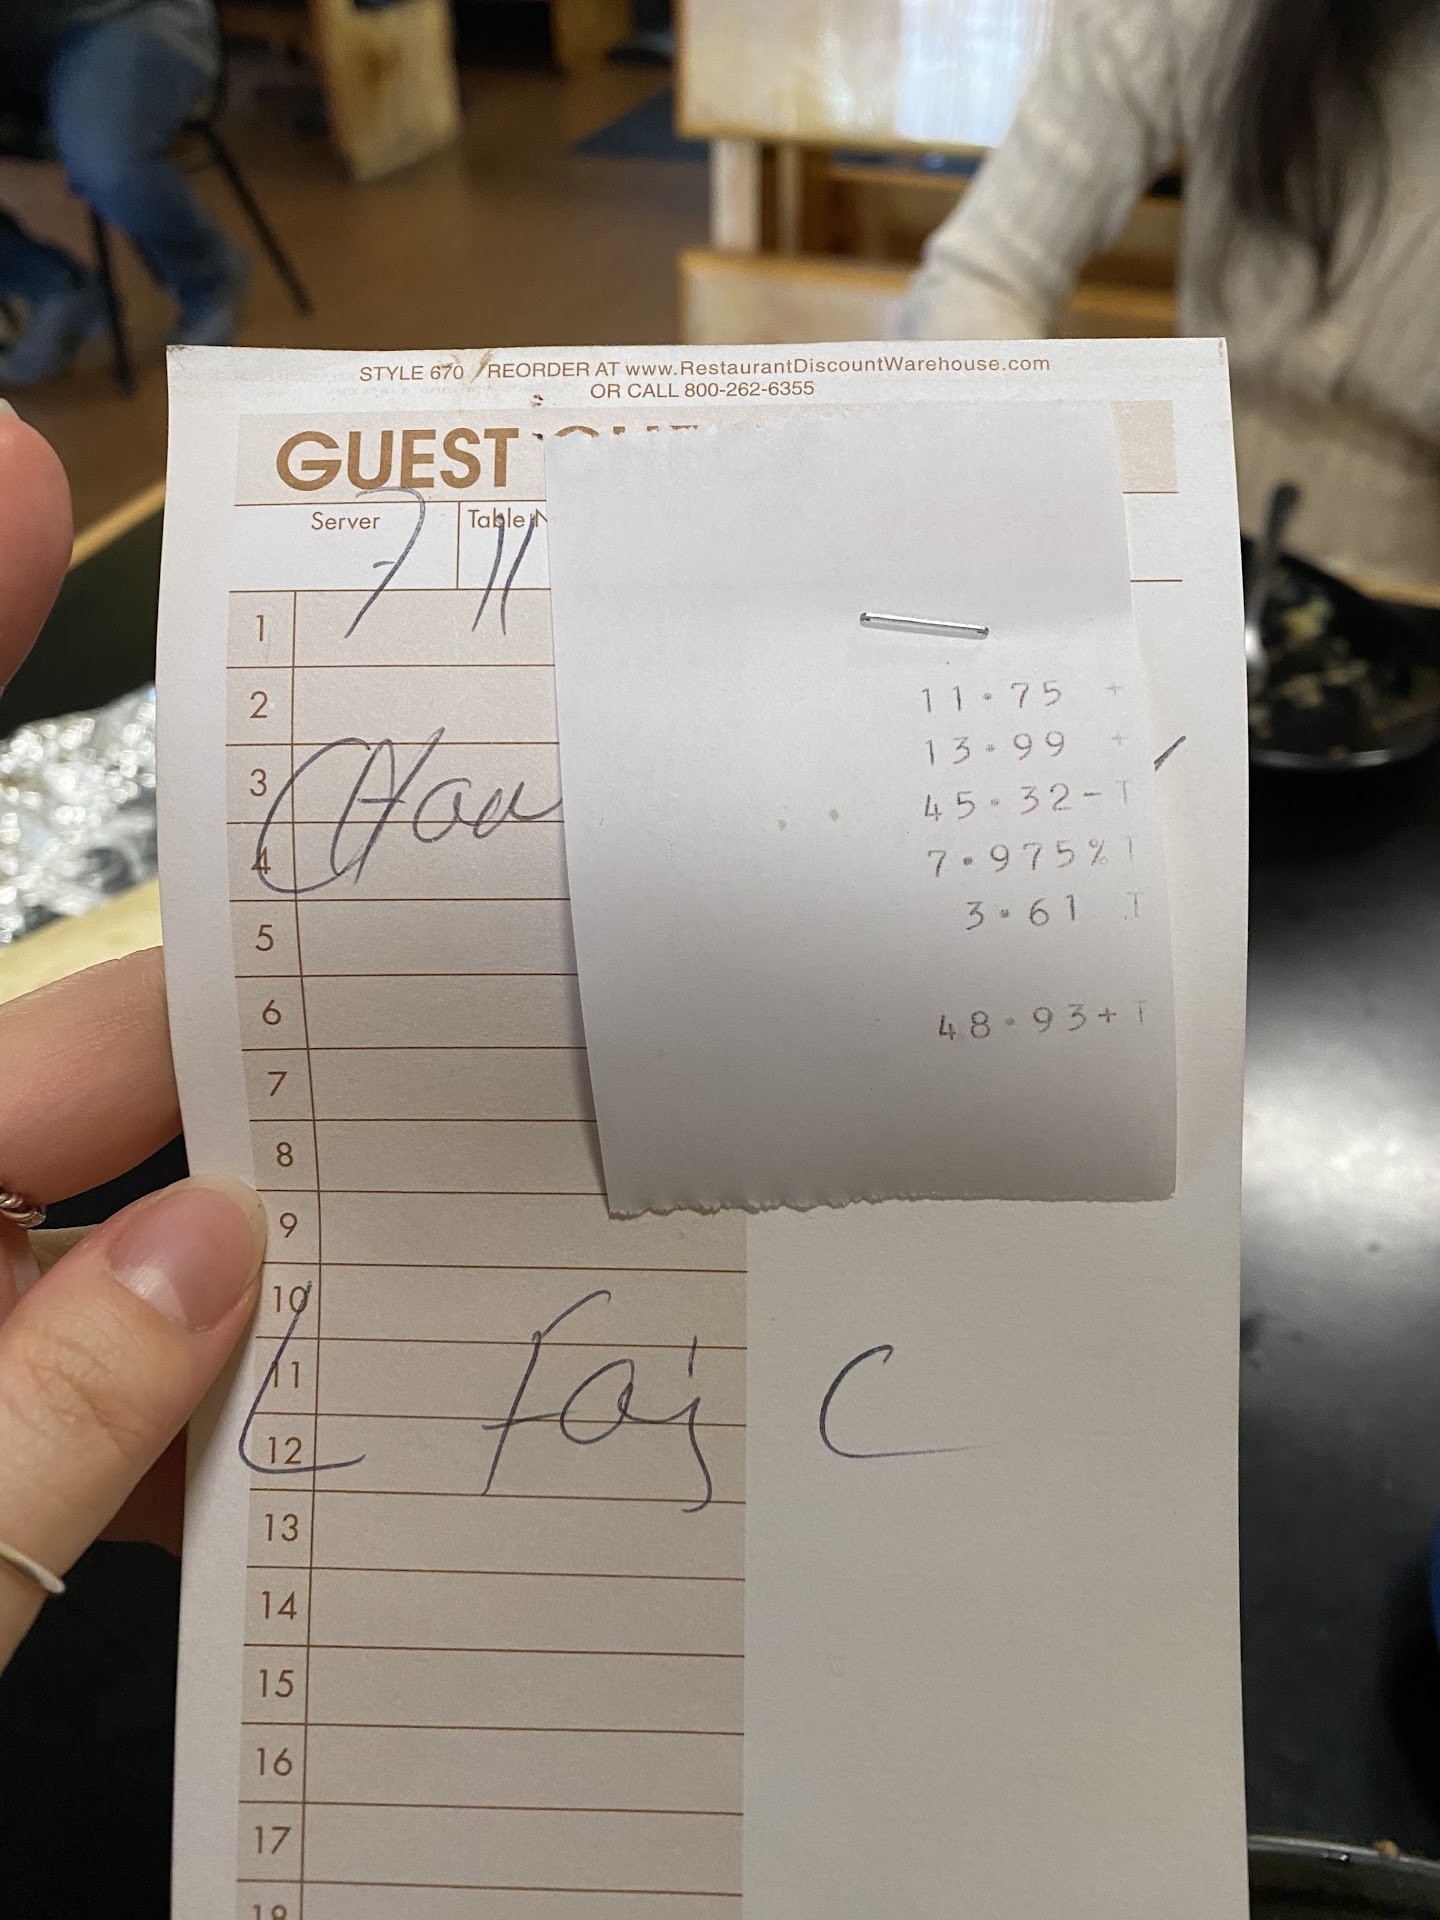 STYLE 670 REORDER AT www.RestaurantDiscountWarehouse.com
OR CALL 800-262-6355
GUEST
Server Table
7 11
1
2
3
4
5
6
7
8
9
10
11
12
13
14
15
16
17
18
11.75 +
13.99 +
45.32-T
7.975%T
3.61 T
48.93+T
L Faj C